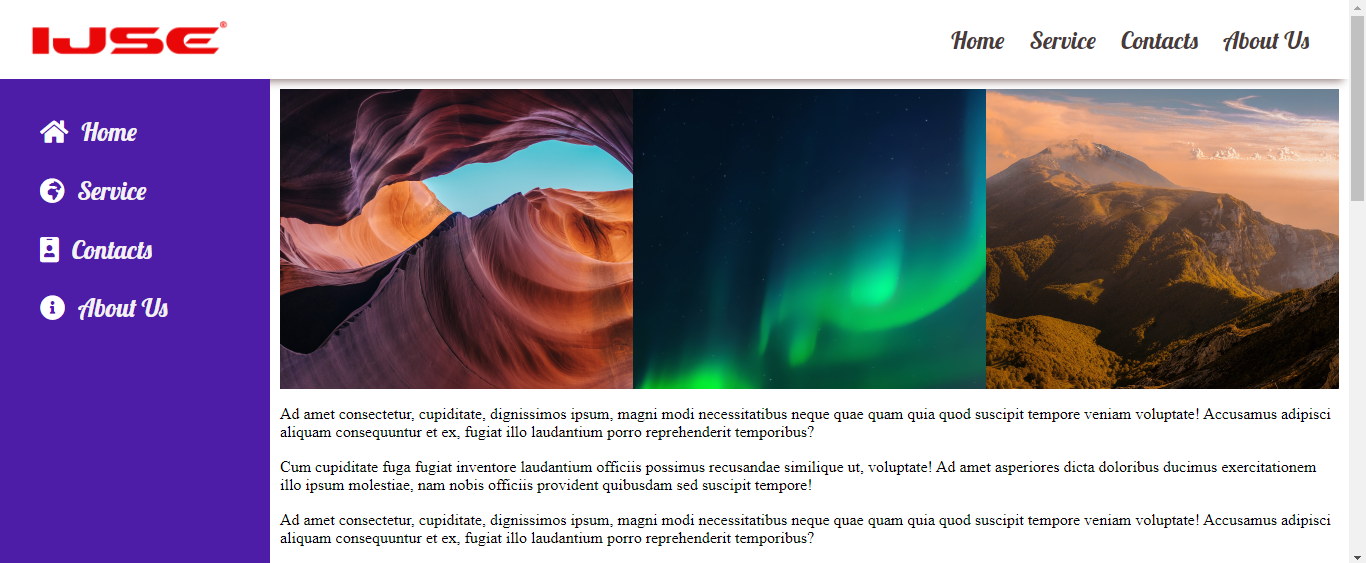 IJSE®
Home Service Contacts About Us
Home
Service
Contacts
About Us
Ad amet consectetur, cupiditate, dignissimos ipsum, magni modi necessitatibus neque quae quam quia quod suscipit tempore veniam voluptate! Accusamus adipisci
aliquam consequuntur et ex, fugiat illo laudantium porro reprehenderit temporibus?
Cum cupiditate fuga fugiat inventore laudantium officiis possimus recusandae similique ut, voluptate! Ad amet asperiores dicta doloribus ducimus exercitationem
illo ipsum molestiae, nam nobis officiis provident quibusdam sed suscipit tempore!
Ad amet consectetur, cupiditate, dignissimos ipsum, magni modi necessitatibus neque quae quam quia quod suscipit tempore veniam voluptate! Accusamus adipisci
aliquam consequuntur et ex, fugiat illo laudantium porro reprehenderit temporibus?